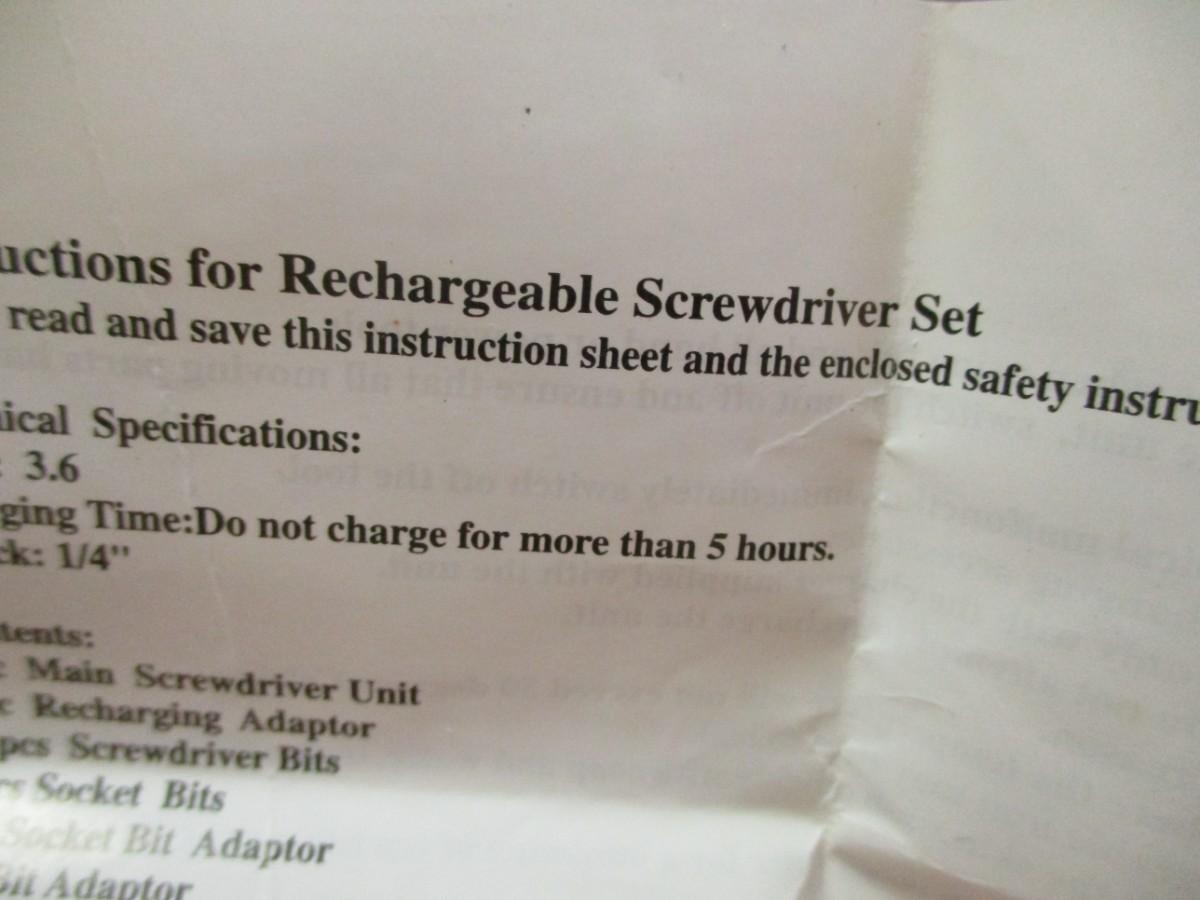 uctions for Rechargeable Screwdriver Set
read and save this instruction sheet and the enclosed safety instru
ical Specifications:
: 3.6
ging Time:Do not charge for more than 5 hours.
ck: 1/4"
tents:
c Main Screwdriver Unit
c Recharging Adaptor
pcs Screwdriver Bits
cs Socket Bits
Socket Bit Adaptor
Bit Adaptor